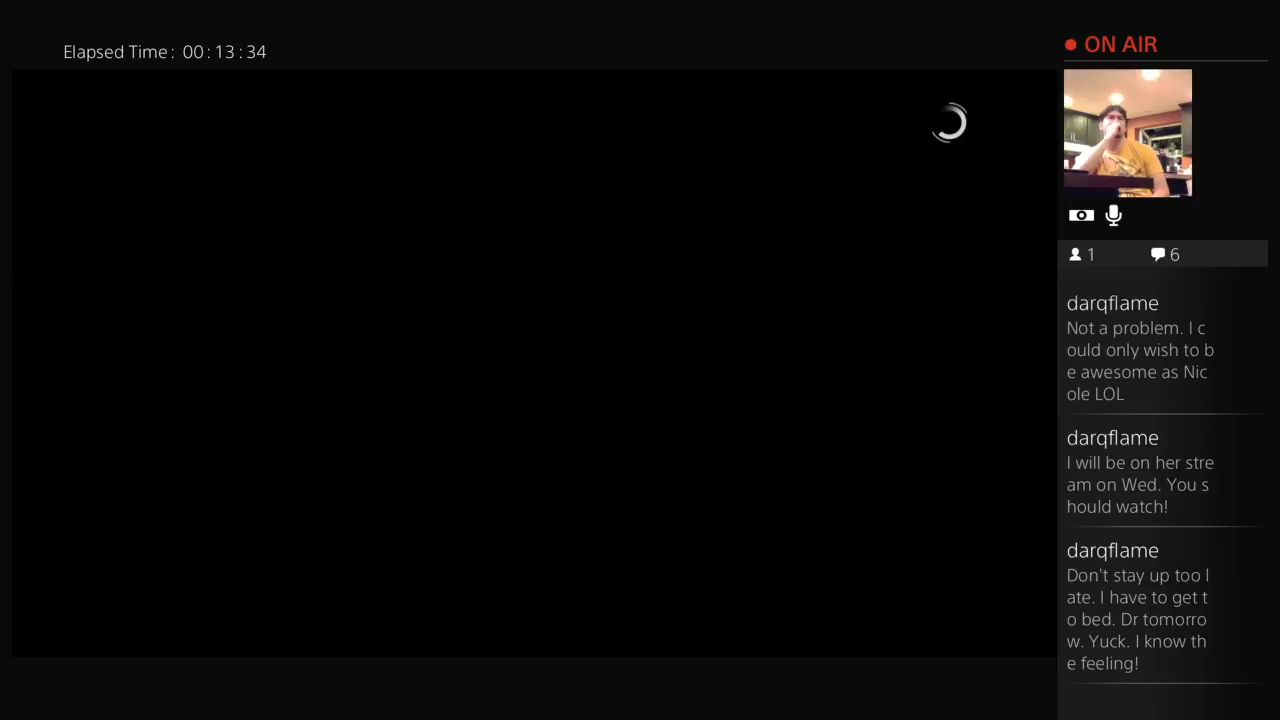 Elapsed Time: 00:13:34
ON AIR
1 6
darqflame
Not a problem. I c
ould only wish to b
e awesome as Nic
ole LOL
darqflame
I will be on her stre
am on Wed. You s
hould watch!
darqflame
Don't stay up too l
ate. I have to get t
o bed. Dr tomorro
w. Yuck. I know th
e feeling!